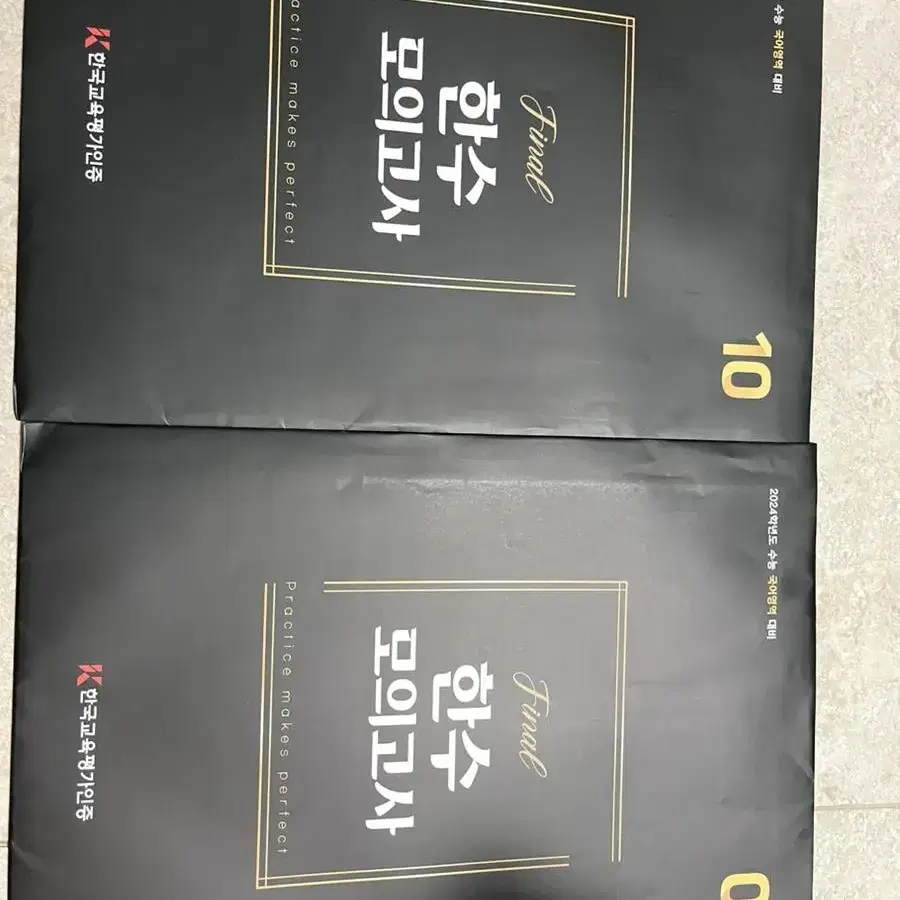 수능 국어영역 대비
10
Final
한수
모의고사
actice makes perfect
K 한국교육평가인증
2024학년도 수능 국어영역 대비
0
Final
한수
모의고사
Practice makes perfect
K 한국교육평가인증